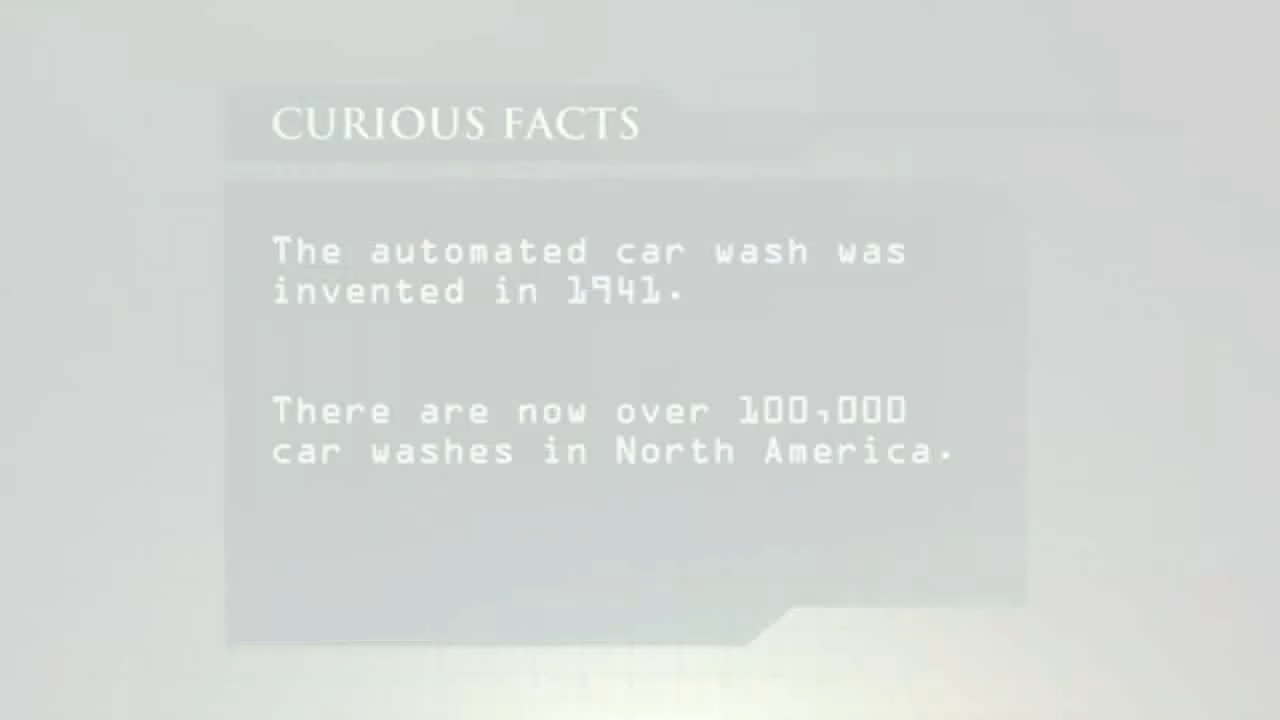 CURIOUS FACTS
The automated car wash was
invented in 1941.
There are now over 100,000
car washes in North America.